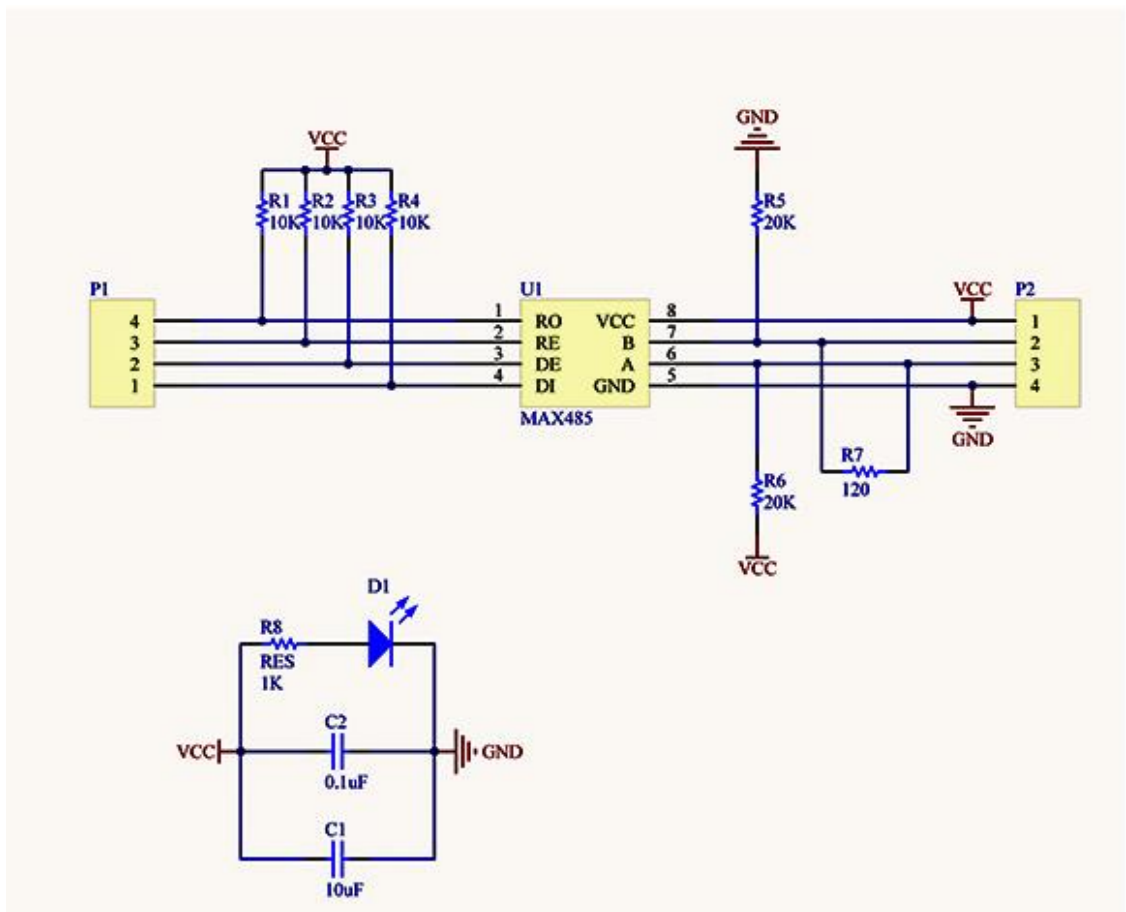 GND
VCC
R1
R2
R3
R4
10K
10K
10K
10K
R5
20K
P1
4
3
2
1
U1
1
2
3
4
RO
RE
DE
DI
VCC
B
A
GND
8
7
6
5
MAX485
VCC
P2
1
2
3
4
GND
R7
120
R6
20K
VCC
D1
R8
RES
1K
C2
VCC
GND
0.1uF
C1
10uF